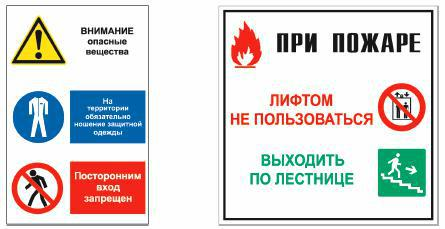 ВНИМАНИЕ
опасные
вещества
На
территории
обязательно
ношение защитной
одежды
Посторонним
вход
запрещен
ПРИ ПОЖАРЕ
ЛИФТОМ
НЕ ПОЛЬЗОВАТЬСЯ
ВЫХОДИТЬ
ПО ЛЕСТНИЦЕ